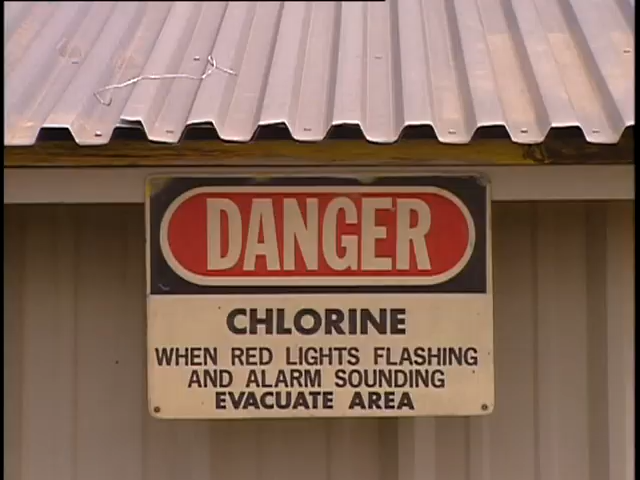 DANGER
CHLORINE
WHEN RED LIGHTS FLASHING
AND ALARM SOUNDING
EVACUATE AREA